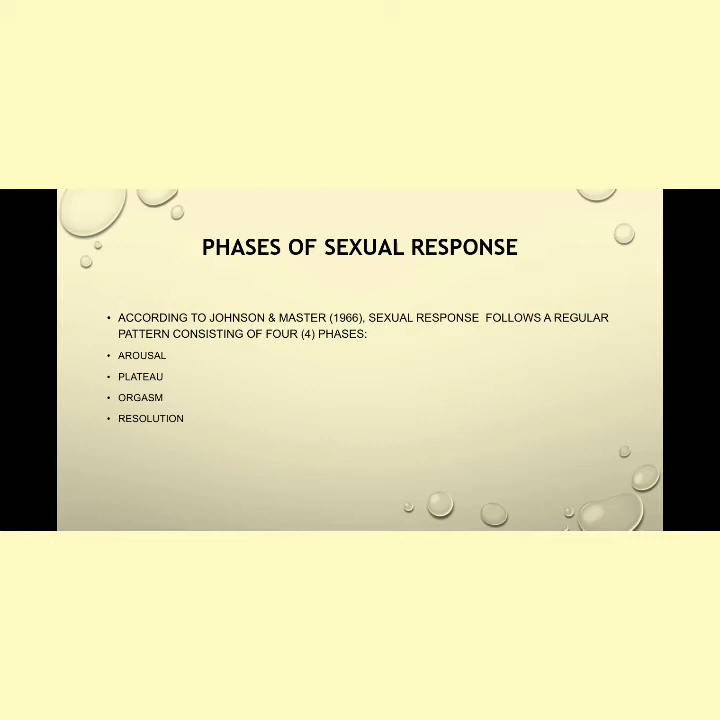 PHASES OF SEXUAL RESPONSE
• ACCORDING TO JOHNSON & MASTER (1966), SEXUAL RESPONSE FOLLOWS A REGULAR
PATTERN CONSISTING OF FOUR (4) PHASES:
• AROUSAL
• PLATEAU
• ORGASM
• RESOLUTION